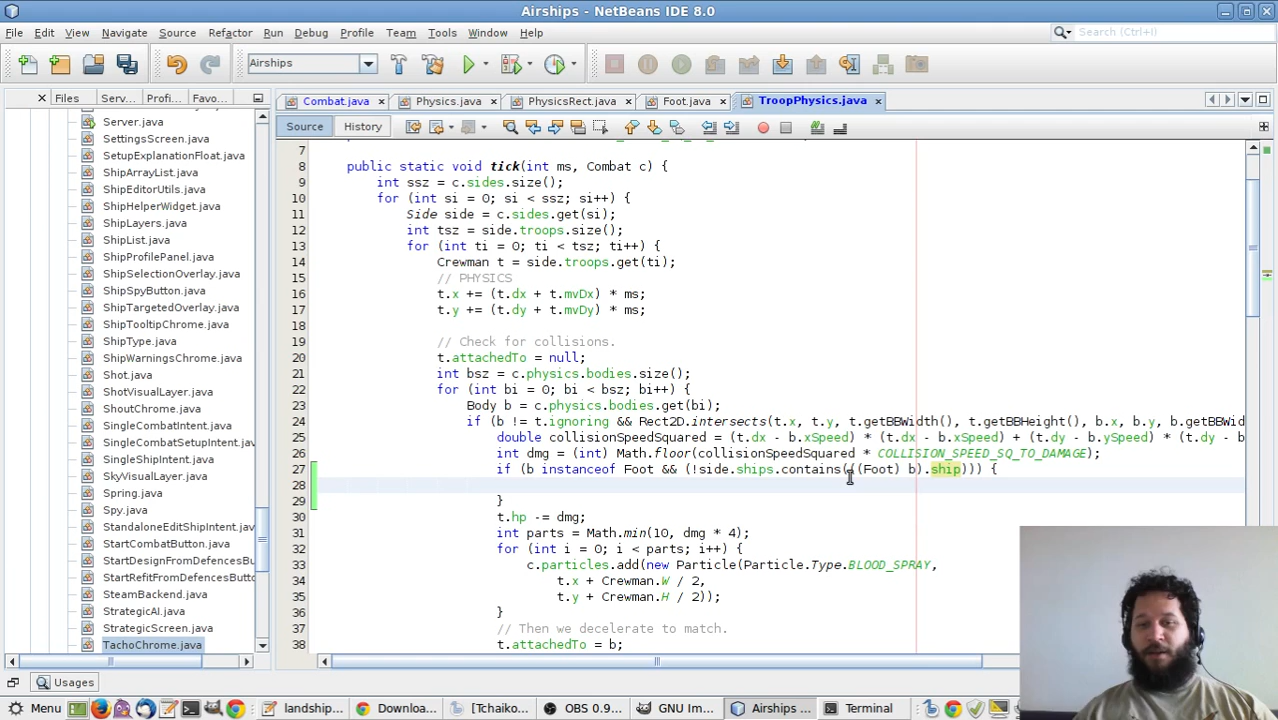 Airships - NetBeans IDE 8.0
File Edit View Navigate Source Refactor Run Debug Profile Team Tools Window Help
Search (Ctrl+I)
Airships
Files Serv... Profi... Favo...
Combat.java Physics.java PhysicsRect.java Foot.java TroopPhysics.java
Source History
Server.java
SettingsScreen.java
SetupExplanationFloat.java
ShipArrayList.java
ShipEditorUtils.java
ShipHelperWidget.java
ShipLayers.java
ShipList.java
ShipProfilePanel.java
ShipSelectionOverlay.java
ShipSpyButton.java
ShipTargetedOverlay.java
ShipTooltipChrome.java
ShipType.java
ShipWarningsChrome.java
Shot.java
ShotVisualLayer.java
ShoutChrome.java
SingleCombatIntent.java
SingleCombatSetupIntent.java
Skyway.java
Spring.java
Spy.java
StandaloneEditShipIntent.java
StartCombatButton.java
StartDesignFromDefencesBu
StartRefitFromDefencesButto
SteamBackend.java
StrategicAI.java
StrategicScreen.java
TachoChrome.java
7
8 public static void tick(int ms, Combat c) {
9 int ssz = c.sides.size();
10 for (int si = 0; si < ssz; si++) {
11 Side side = c.sides.get(si);
12 int tsz = side.troops.size();
13 for (int ti = 0; ti < tsz; ti++) {
14 Crewman t = side.troops.get(ti);
15 // PHYSICS
16 t.x += (t.dx + t.mvDx) * ms;
17 t.y += (t.dy + t.mvDy) * ms;
18
19 // Check for collisions.
20 t.attachedTo = null;
21 int bsz = c.physics.bodies.size();
22 for (int bi = 0; bi < bsz; bi++) {
23 Body b = c.physics.bodies.get(bi);
24 if (b != t.ignoring && Rect2D.intersects(t.x, t.y, t.getBBWidth(), t.getBBHeight(), b.x, b.y, b.getBBWid
25 double collisionSpeedSquared = (t.dx - b.xSpeed) * (t.dx - b.xSpeed) + (t.dy - b.ySpeed) * (t.dy - b
26 int dmg = (int) Math.floor(collisionSpeedSquared * COLLISION_SPEED_SQ_TO_DAMAGE);
27 if (b instanceof Foot && (!side.ships.contains(((Foot) b).ship))) {
28
29 }
30 t.hp -= dmg;
31 int parts = Math.min(10, dmg * 4);
32 for (int i = 0; i < parts; i++) {
33 c.particles.add(new Particle(Particle.Type.BLOOD_SPRAY,
34 t.x + Crewman.W / 2,
35 t.y + Crewman.H / 2));
36 }
37 // Then we decelerate to match.
38 t.attachedTo = b;
Usages
Menu landship... Downloa... [Tchaiko... OBS 0.9... GNU Im... Airships ... Terminal